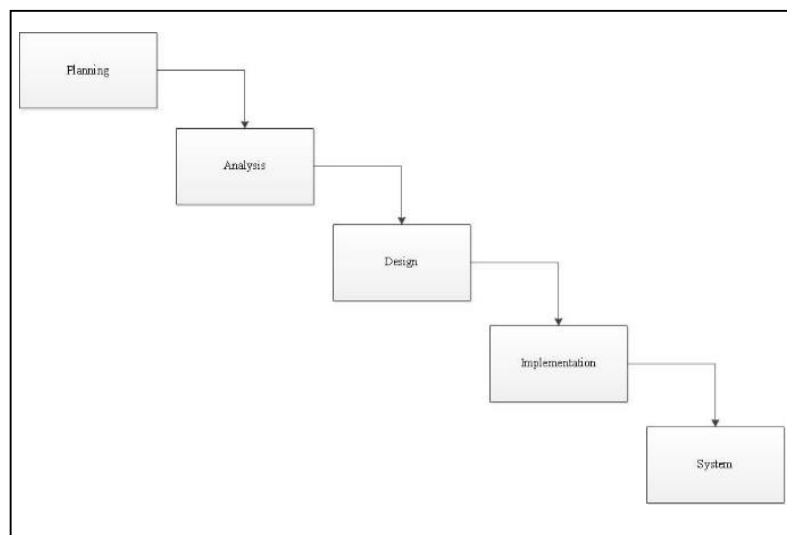 Planning
Analysis
Design
Implementation
System